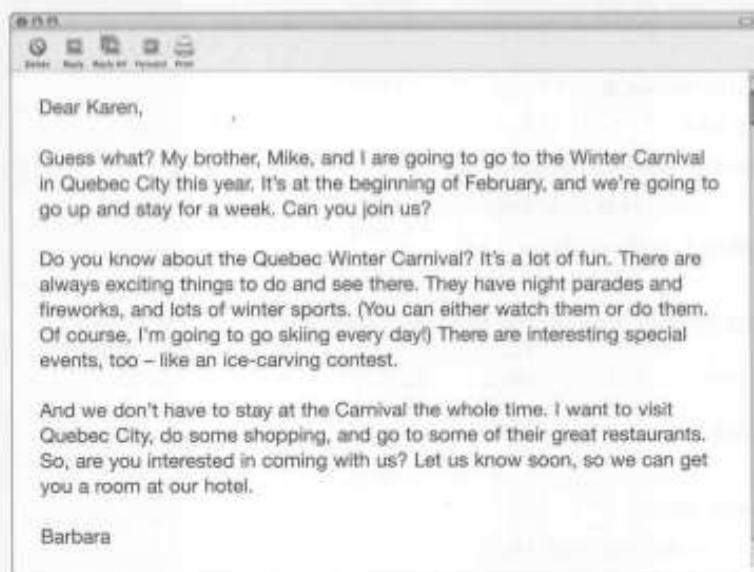 Delete Reply Reply All Forward Print
Dear Karen,
Guess what? My brother, Mike, and I are going to go to the Winter Carnival
in Quebec City this year. It's at the beginning of February, and we're going to
go up and stay for a week. Can you join us?
Do you know about the Quebec Winter Carnival? It's a lot of fun. There are
always exciting things to do and see there. They have night parades and
fireworks, and lots of winter sports. (You can either watch them or do them.
Of course, I'm going to go skiing every day!) There are interesting special
events, too – like an ice-carving contest.
And we don't have to stay at the Carnival the whole time. I want to visit
Quebec City, do some shopping, and go to some of their great restaurants.
So, are you interested in coming with us? Let us know soon, so we can get
you a room at our hotel.
Barbara